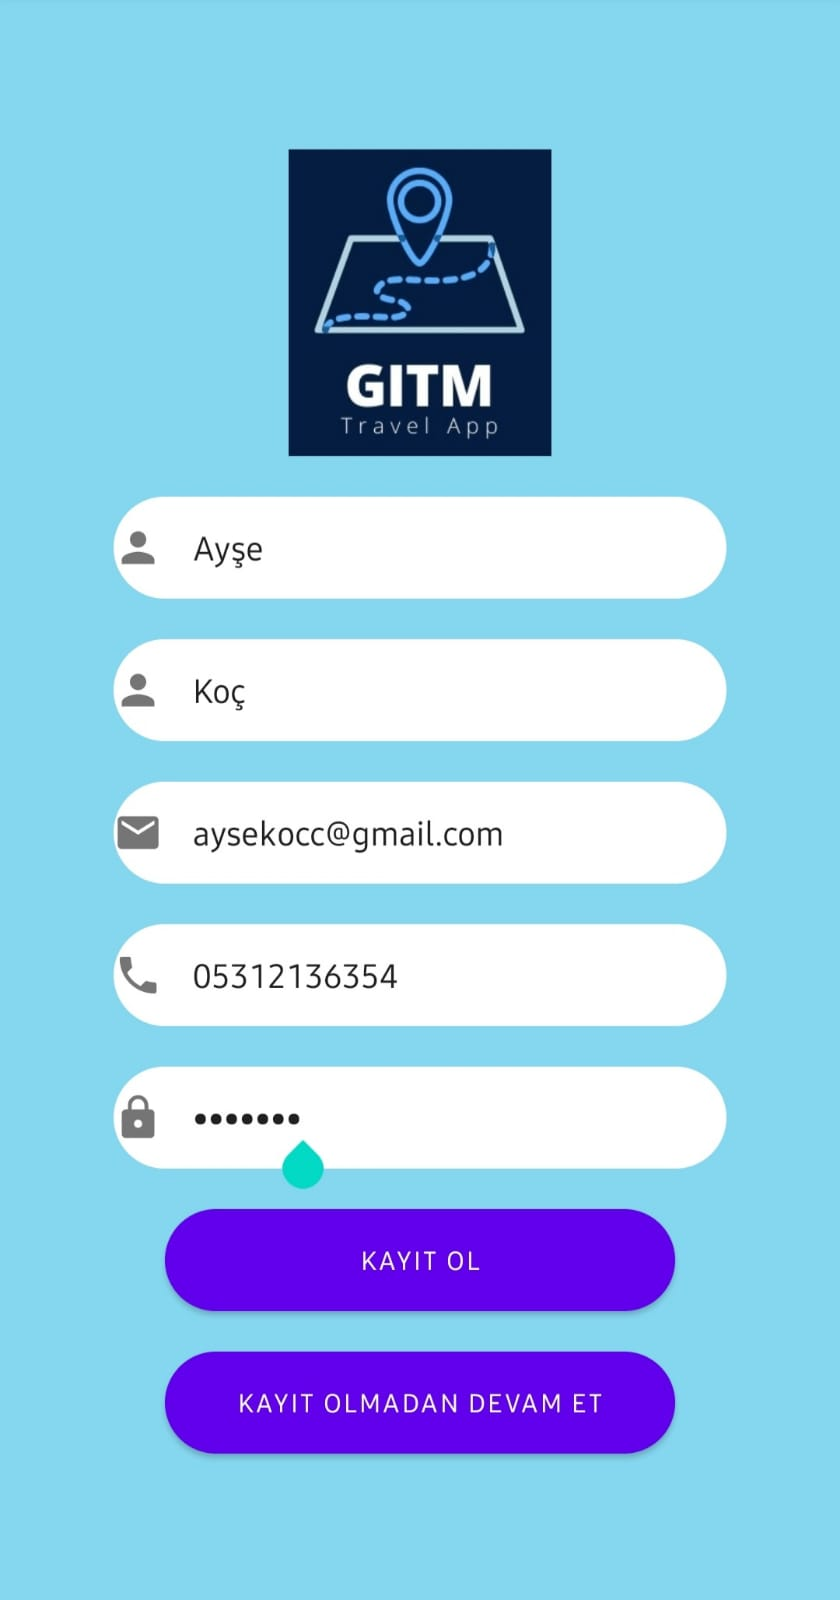 GITM
Travel App
Ayşe
Koç
aysekocc@gmail.com
05312136354
•••••••
KAYIT OL
KAYIT OLMADAN DEVAM ET